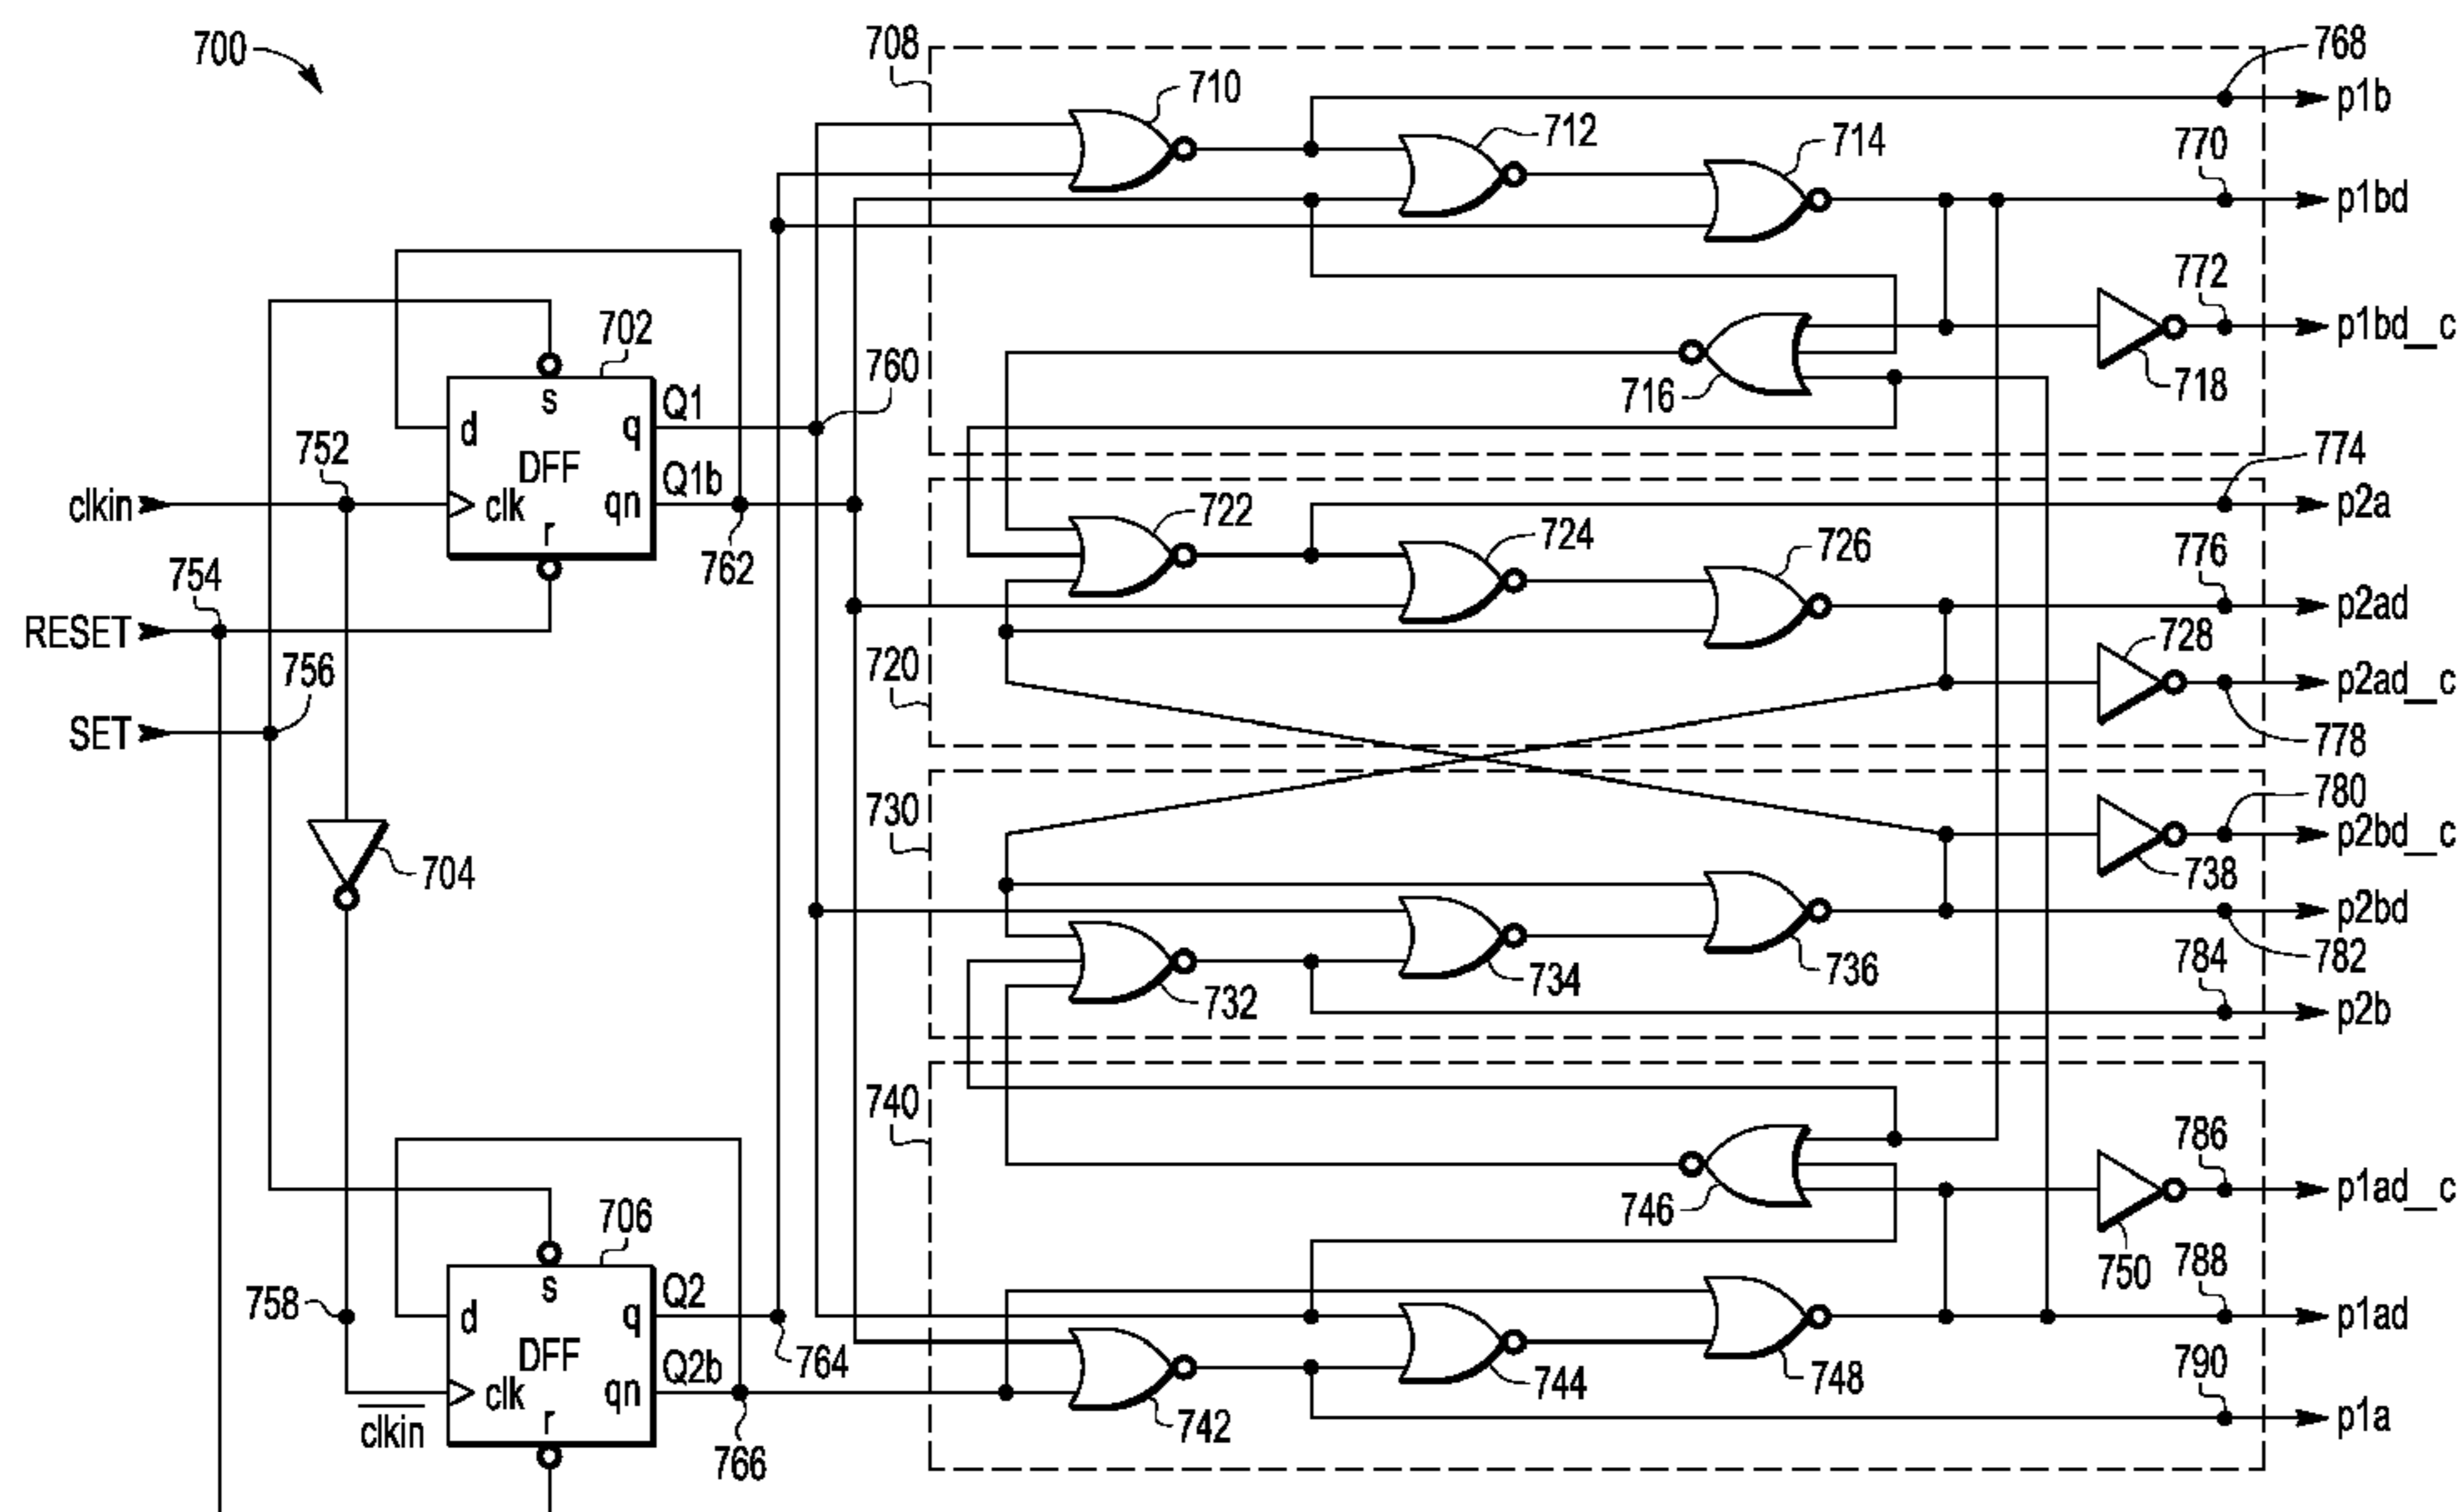 700
708
710
712
714
768
p1b
770
p1bd
772
p1bd_c
716
718
702
s
d
q
DFF
clk
qn
r
Q1
Q1b
760
762
752
clkin
754
RESET
756
SET
704
720
722
724
726
728
774
p2a
776
p2ad
p2ad_c
778
730
732
734
736
738
780
p2bd_c
p2bd
782
784
p2b
740
742
744
746
748
750
786
p1ad_c
788
p1ad
790
p1a
706
s
d
q
DFF
clk
qn
r
Q2
Q2b
764
766
758
clkin